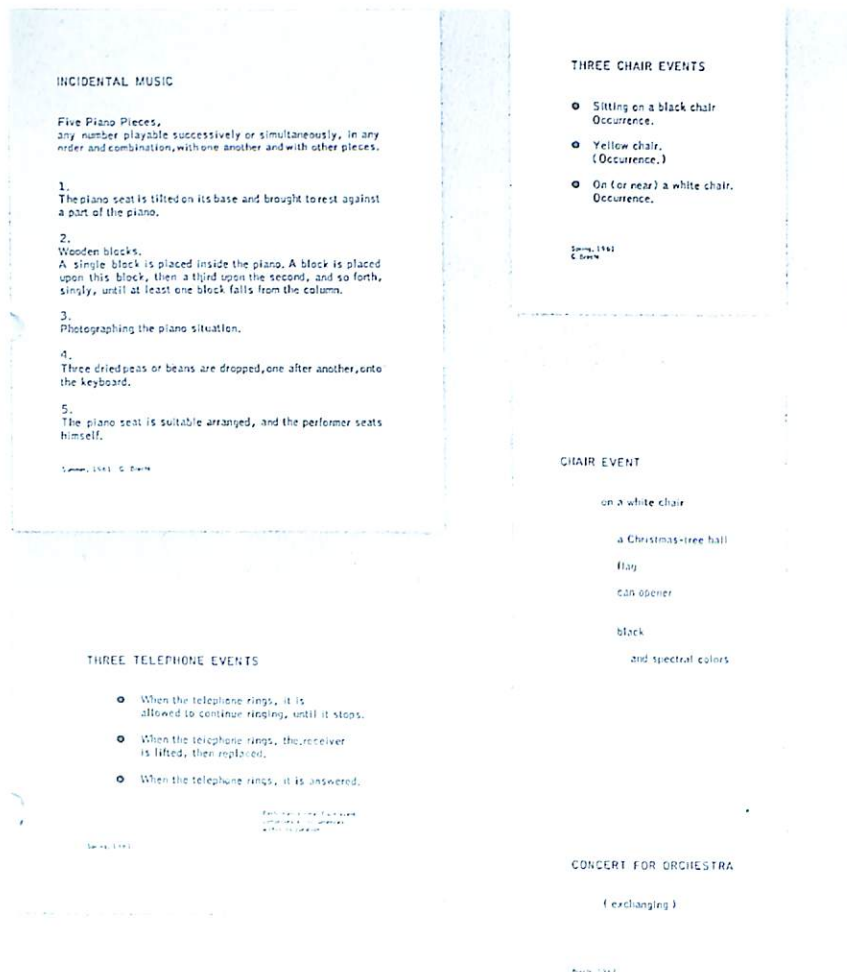 INCIDENTAL MUSIC
Five Piano Pieces,
any number playable successively or simultaneously, in any
order and combination, with one another and with other pieces.
1.
The piano seat is tilted on its base and brought to rest against
a part of the piano.
2.
Wooden blocks.
A single block is placed inside the piano. A block is placed
upon this block, then a third upon the second, and so forth,
singly, until at least one block falls from the column.
3.
Photographing the piano situation.
4.
Three dried peas or beans are dropped, one after another, onto
the keyboard.
5.
The piano seat is suitable arranged, and the performer seats
himself.
Summer, 1961 G. Brecht
THREE TELEPHONE EVENTS
When the telephone rings, it is
allowed to continue ringing, until it stops.
When the telephone rings, the receiver
is lifted, then replaced.
When the telephone rings, it is answered.
Spring, 1961
THREE CHAIR EVENTS
Sitting on a black chair
Occurrence.
Yellow chair.
(Occurrence.)
On (or near) a white chair.
Occurrence.
Spring, 1961
G. Brecht
CHAIR EVENT
on a white chair
a Christmas-tree ball
flag
can opener
black
and spectral colors
CONCERT FOR ORCHESTRA
(exchanging)